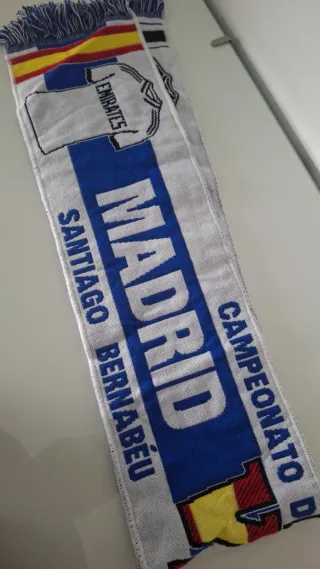 EMIRATES
MADRID
SANTIAGO BERNABÉU
CAMPEONATO D